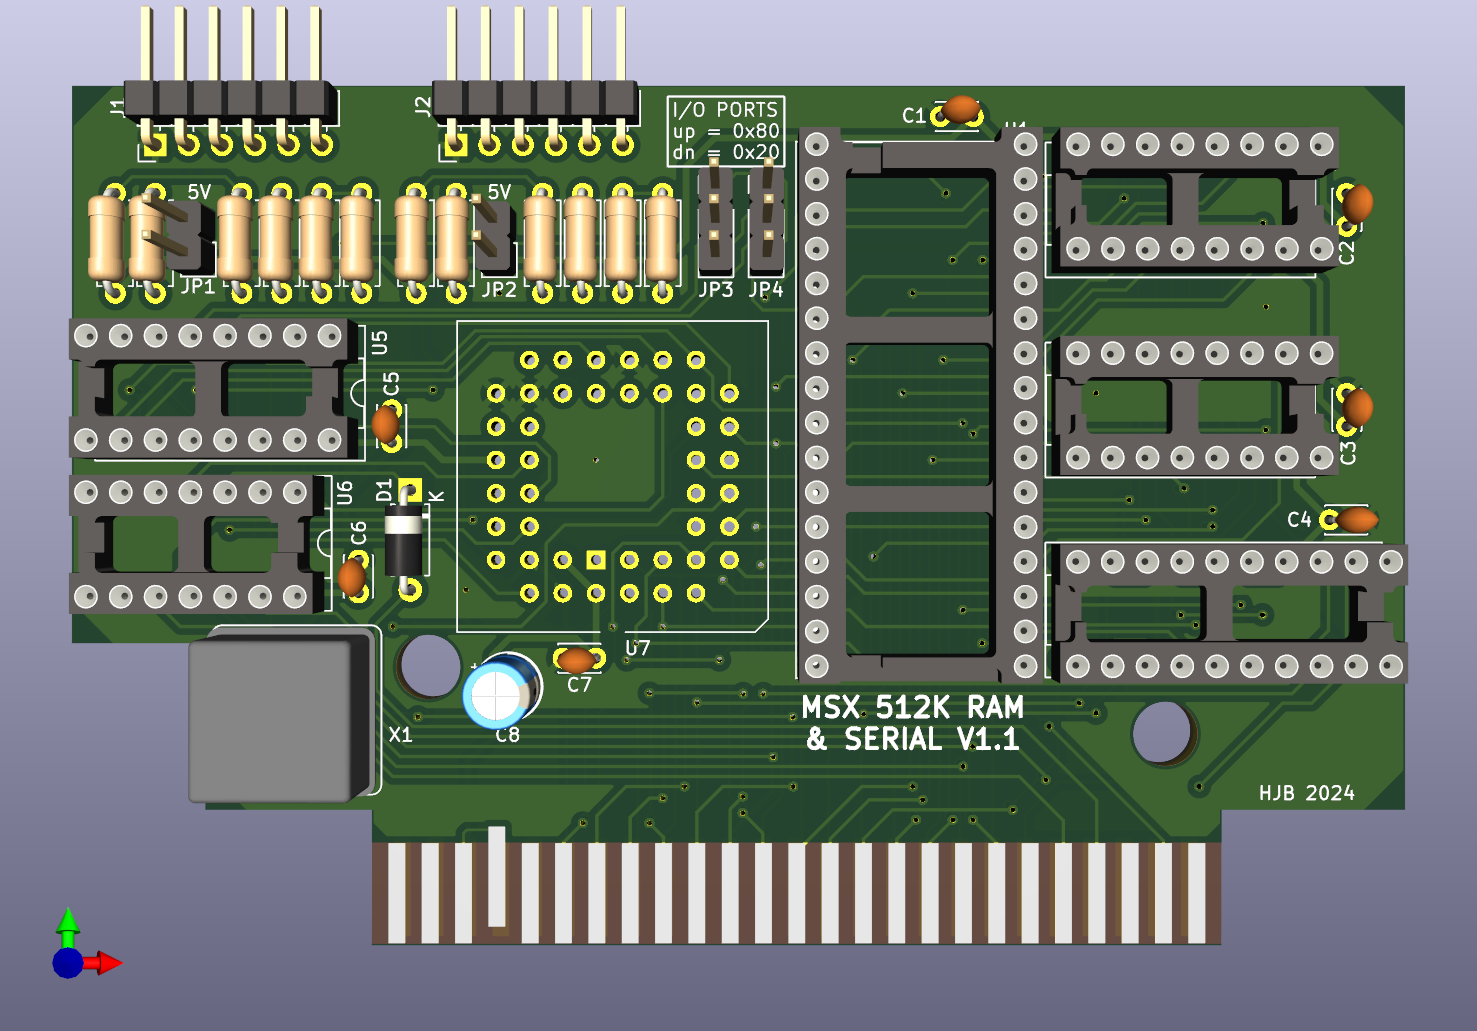 J1
J2
I/O PORTS
up = 0x80
dn = 0x20
C1
5V
5V
JP1
JP2
JP3
JP4
C2
U5
C5
C3
U6
D1
K
C6
C4
U7
C7
+
X1
C8
MSX 512K RAM
& SERIAL V1.1
HJB 2024